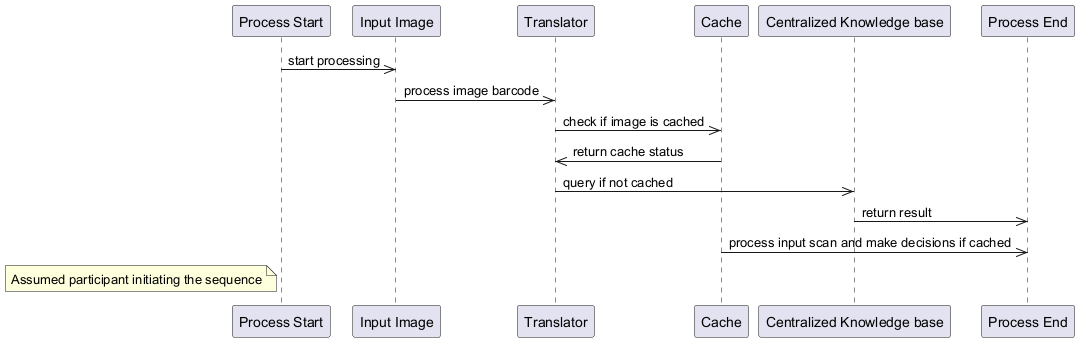 Process Start
Input Image
Translator
Cache
Centralized Knowledge base
Process End
start processing
process image barcode
check if image is cached
return cache status
query if not cached
return result
process input scan and make decisions if cached
Assumed participant initiating the sequence
Process Start
Input Image
Translator
Cache
Centralized Knowledge base
Process End